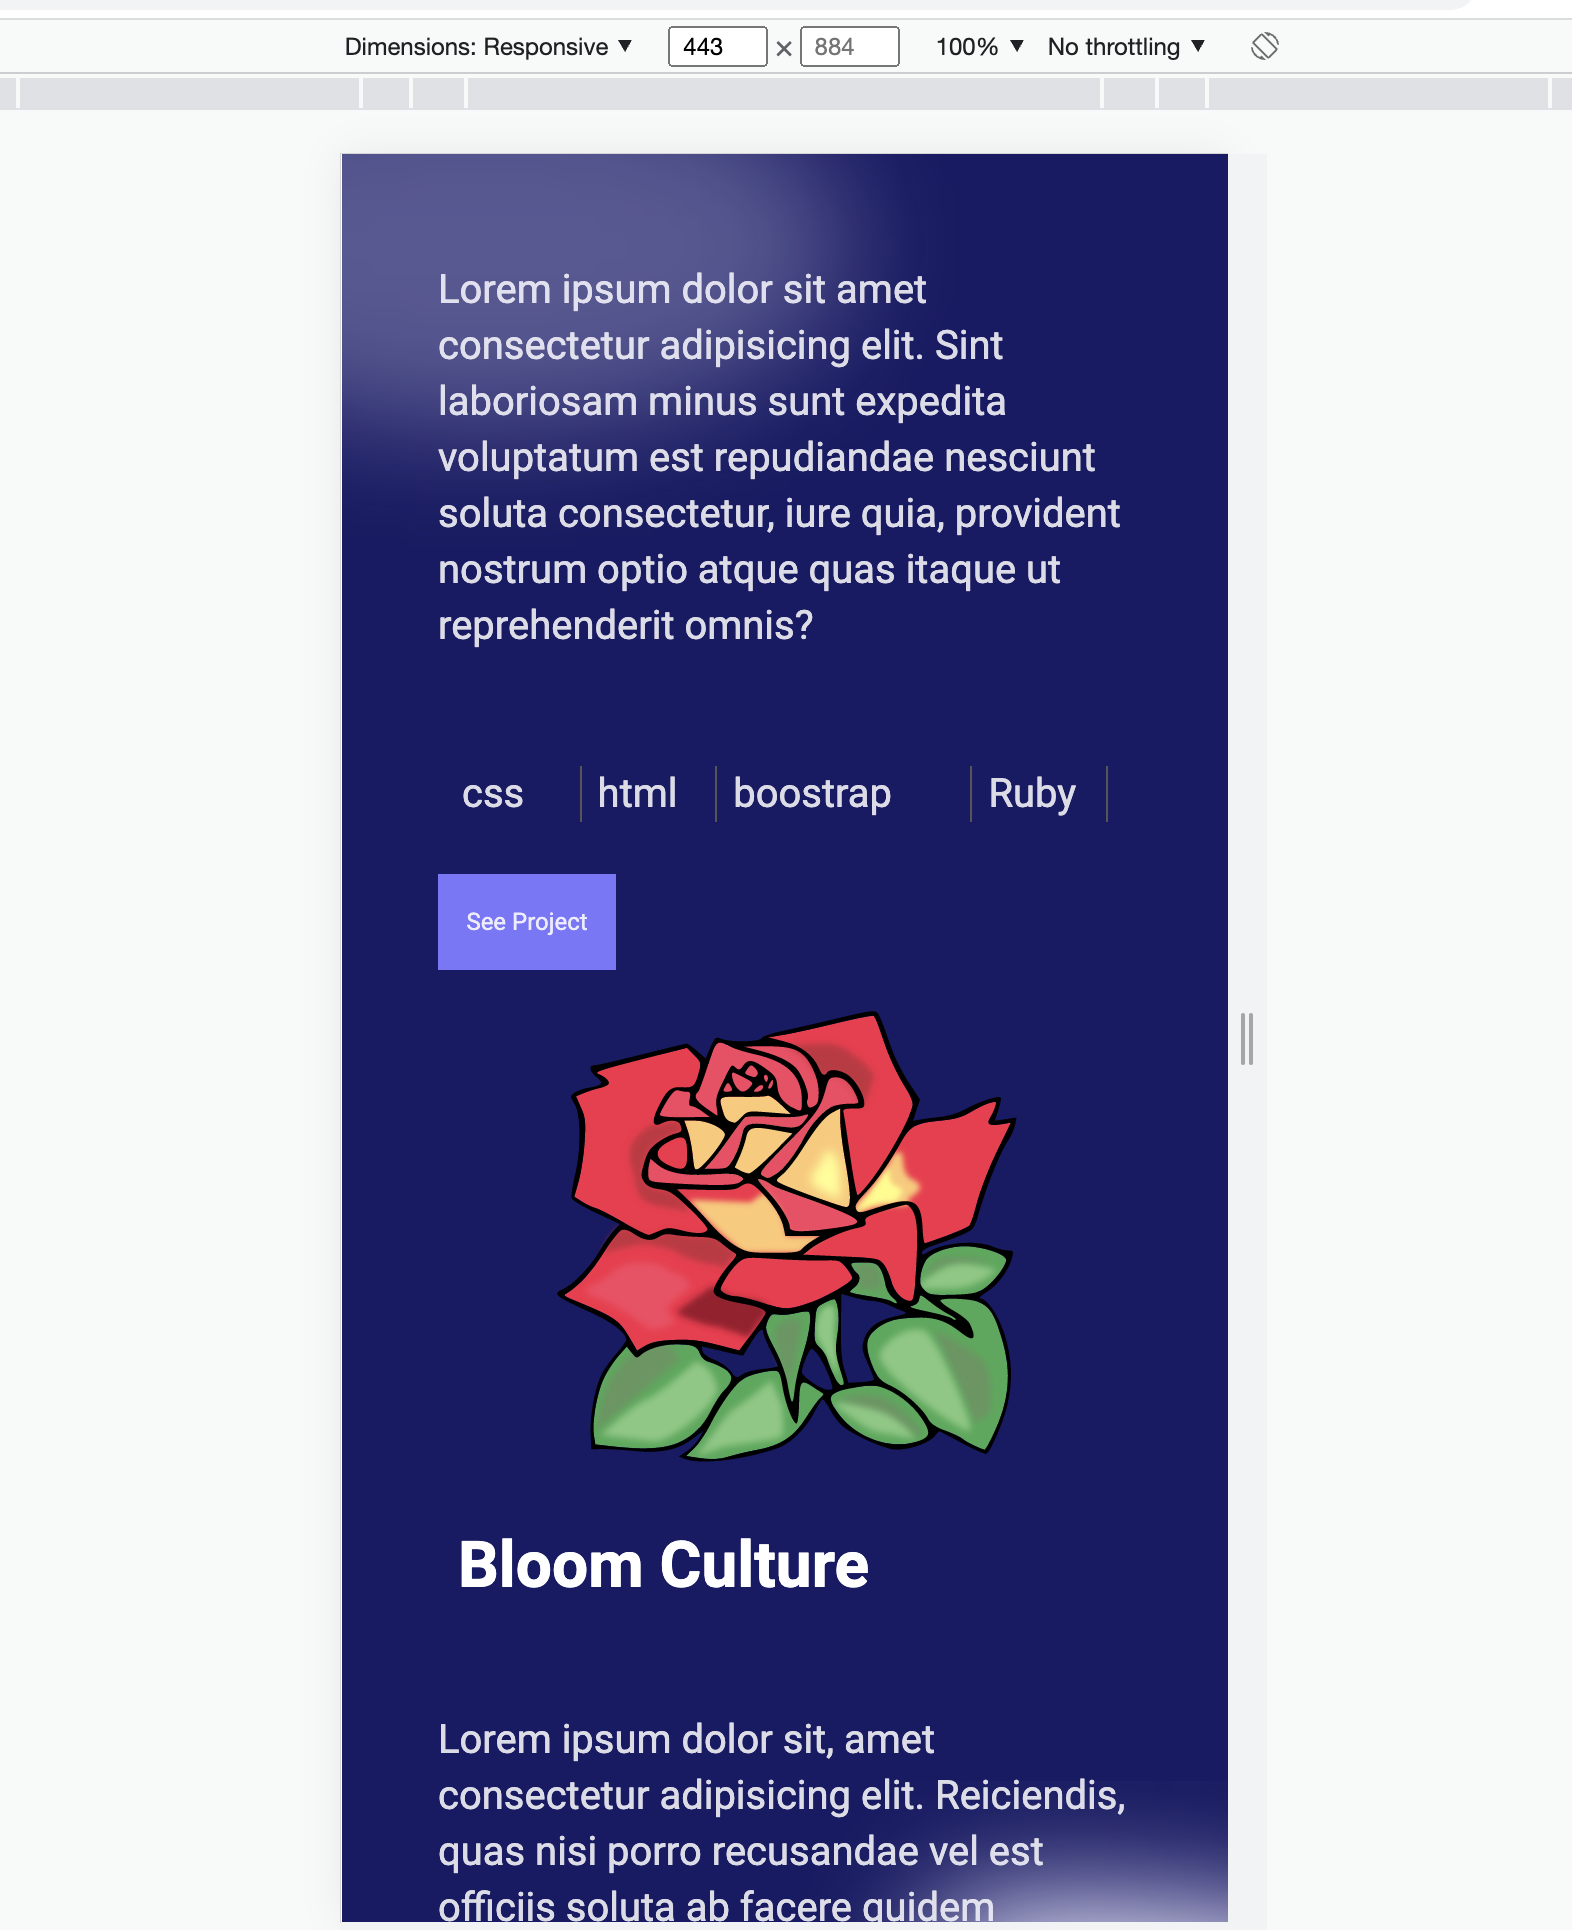 Dimensions: Responsive ▼ 443 × 884 100% ▼ No throttling ▼
Lorem ipsum dolor sit amet
consectetur adipisicing elit. Sint
laboriosam minus sunt expedita
voluptatum est repudiandae nesciunt
soluta consectetur, iure quia, provident
nostrum optio atque quas itaque ut
reprehenderit omnis?
css html boostrap Ruby
See Project
Bloom Culture
Lorem ipsum dolor sit, amet
consectetur adipisicing elit. Reiciendis,
quas nisi porro recusandae vel est
officiis soluta ab facere quidem